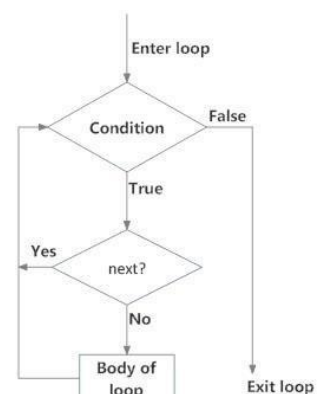 Enter loop
Condition
False
True
Yes
next?
No
Body of
loop
Exit loop